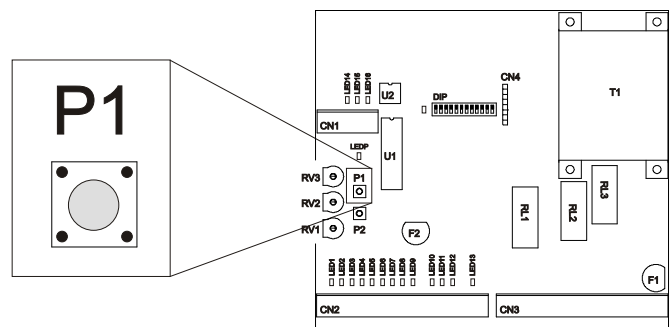 P1
LED14 LED15 LED16
U2
DIP
CN4
T1
CN1
U1
LEDP
RV3
P1
RV2
RV1
P2
F2
RL1
RL2
RL3
F1
LED1 LED2 LED3 LED4 LED5 LED6 LED7 LED8 LED9 LED10 LED11 LED12 LED13
CN2
CN3